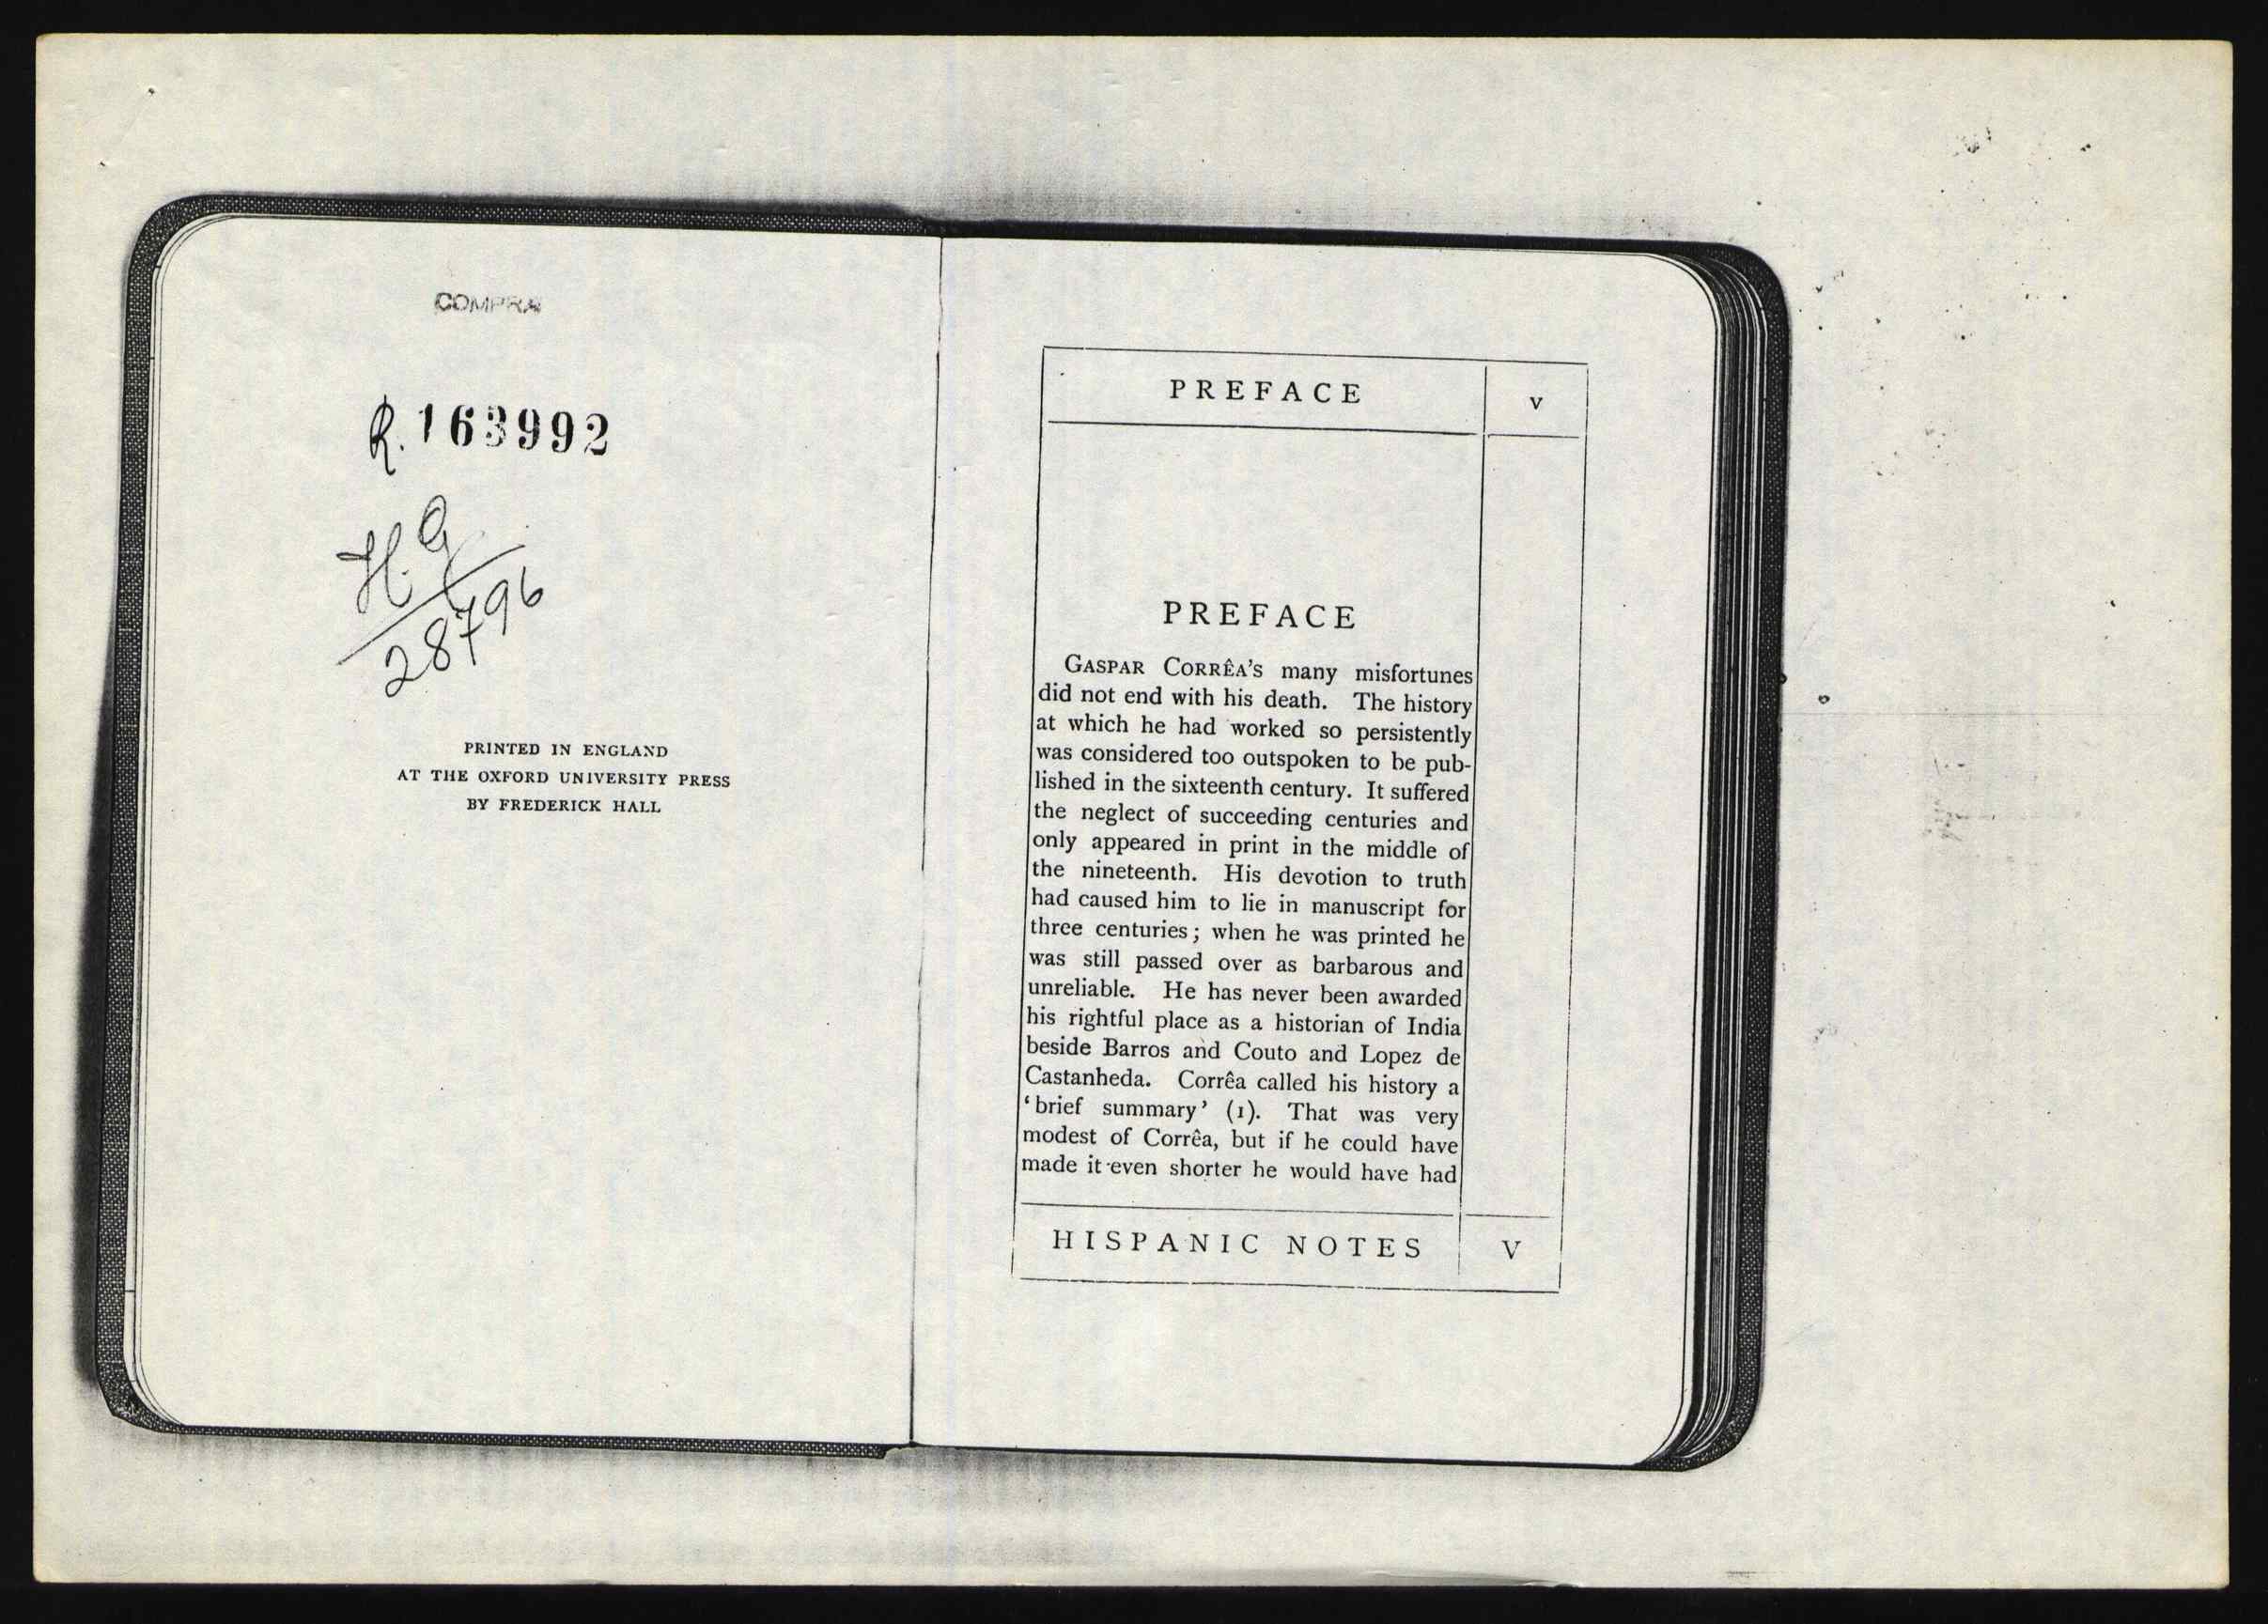 COMPRA
R. 163992
H.G
28796
PRINTED IN ENGLAND
AT THE OXFORD UNIVERSITY PRESS
BY FREDERICK HALL
PREFACE
v
PREFACE
GASPAR CORRÊA'S many misfortunes
did not end with his death. The history
at which he had worked so persistently
was considered too outspoken to be pub-
lished in the sixteenth century. It suffered
the neglect of succeeding centuries and
only appeared in print in the middle of
the nineteenth. His devotion to truth
had caused him to lie in manuscript for
three centuries; when he was printed he
was still passed over as barbarous and
unreliable. He has never been awarded
his rightful place as a historian of India
beside Barros and Couto and Lopez de
Castanheda. Corrêa called his history a
‘brief summary’ (1). That was very
modest of Corrêa, but if he could have
made it even shorter he would have had
HISPANIC NOTES
V